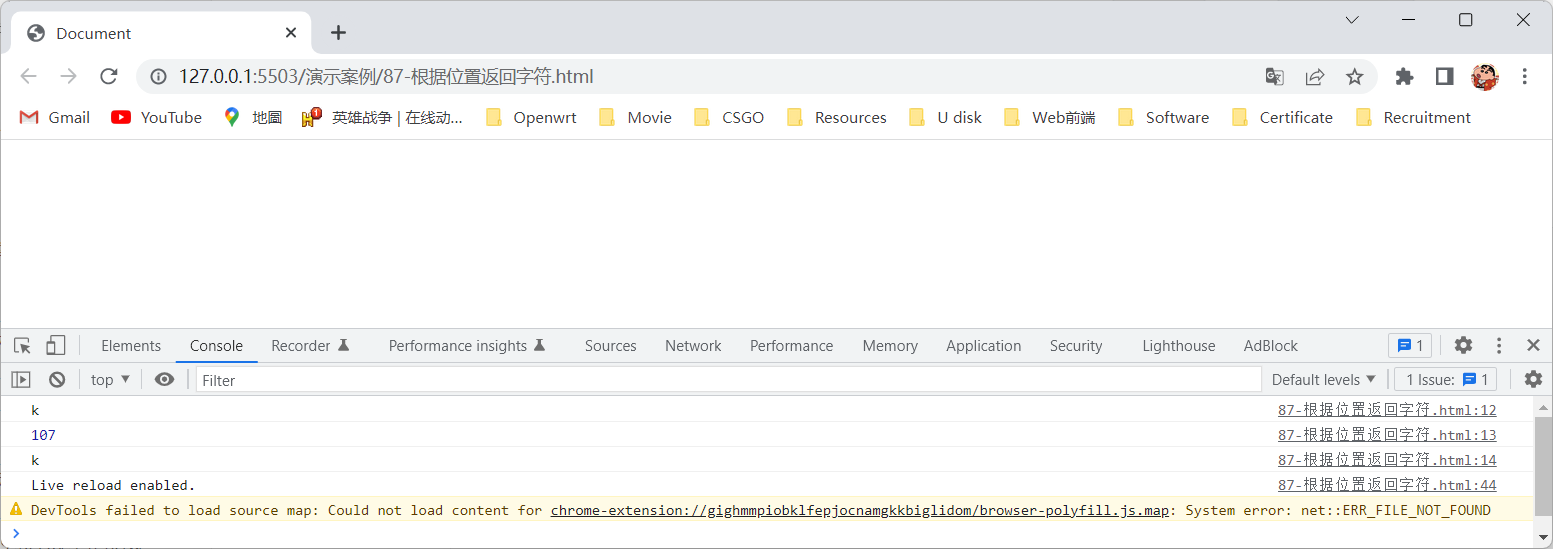 Document
127.0.0.1:5503/演示案例/87-根据位置返回字符.html
Gmail YouTube 地圖 英雄战争 | 在线动... Openwrt Movie CSGO Resources U disk Web前端 Software Certificate Recruitment
Elements Console Recorder Performance insights Sources Network Performance Memory Application Security Lighthouse AdBlock 1
top Filter Default levels 1 Issue: 1
k 87-根据位置返回字符.html:12
107 87-根据位置返回字符.html:13
k 87-根据位置返回字符.html:14
Live reload enabled. 87-根据位置返回字符.html:44
DevTools failed to load source map: Could not load content for chrome-extension://gighmmpiobklfepjocnamgkkbiglidom/browser-polyfill.js.map: System error: net::ERR_FILE_NOT_FOUND